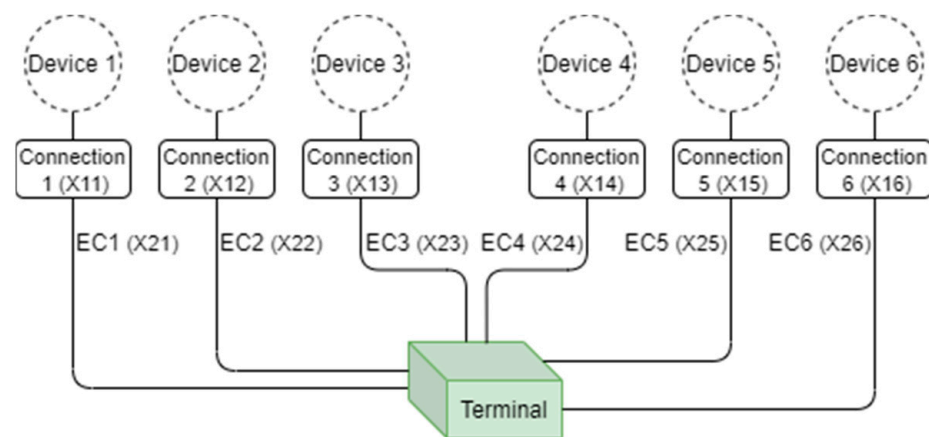 Device 1
Device 2
Device 3
Device 4
Device 5
Device 6
Connection
1 (X11)
Connection
2 (X12)
Connection
3 (X13)
Connection
4 (X14)
Connection
5 (X15)
Connection
6 (X16)
EC1 (X21)
EC2 (X22)
EC3 (X23)
EC4 (X24)
EC5 (X25)
EC6 (X26)
Terminal